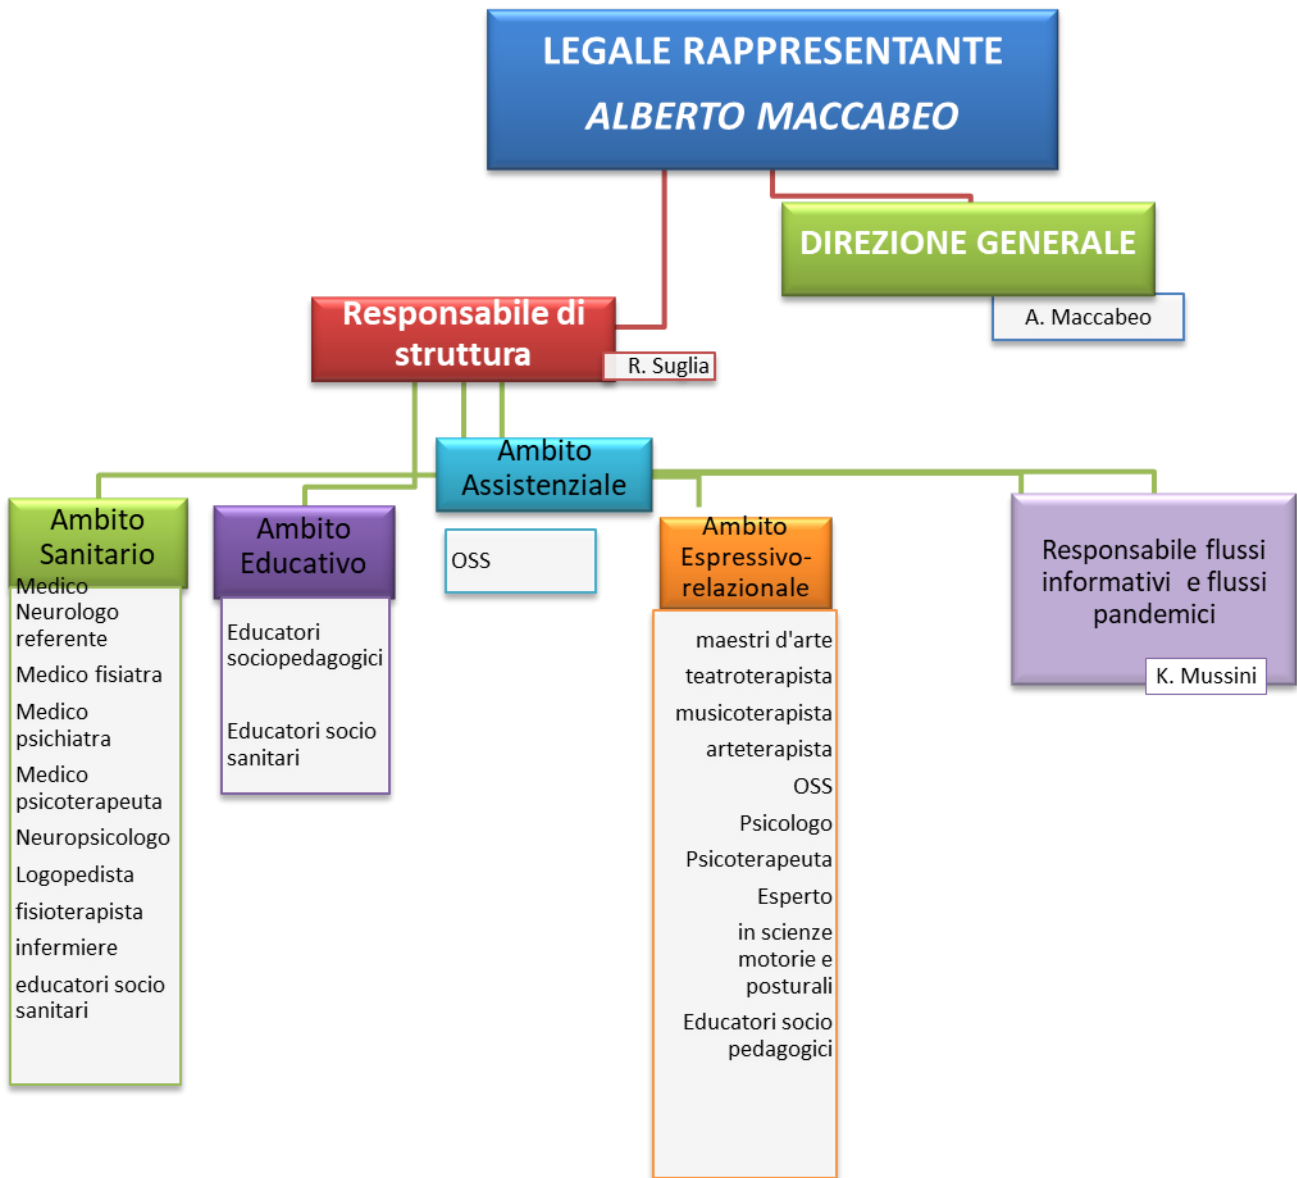 LEGALE RAPPRESENTANTE
ALBERTO MACCABEO
DIREZIONE GENERALE
A. Maccabeo
Responsabile di
struttura
R. Suglia
Ambito
Assistenziale
OSS
Ambito
Sanitario
Medico
Neurologo
referente
Medico fisiatra
Medico
psichiatra
Medico
psicoterapeuta
Neuropsicologo
Logopedista
fisioterapista
infermiere
educatori socio
sanitari
Ambito
Educativo
Educatori
sociopedagogici
Educatori socio
sanitari
Ambito
Espressivo-
relazionale
maestri d'arte
teatroterapista
musicoterapista
arteterapista
OSS
Psicologo
Psicoterapeuta
Esperto
in scienze
motorie e
posturali
Educatori socio
pedagogici
Responsabile flussi
informativi e flussi
pandemici
K. Mussini